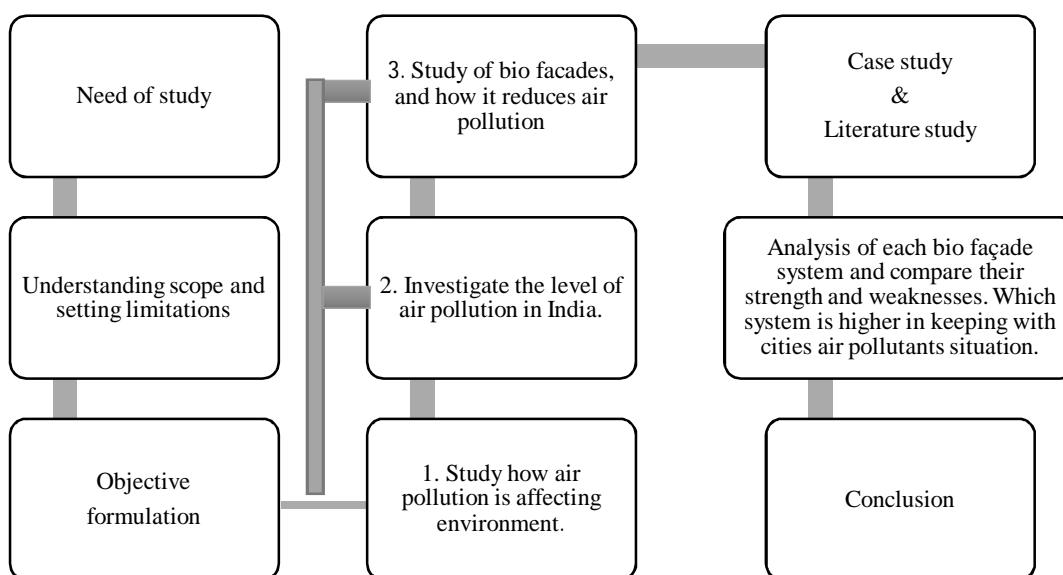 Need of study
Understanding scope and
setting limitations
Objective
formulation
3. Study of bio facades,
and how it reduces air
pollution
2. Investigate the level of
air pollution in India.
1. Study how air
pollution is affecting
environment.
Case study
&
Literature study
Analysis of each bio façade
system and compare their
strength and weaknesses. Which
system is higher in keeping with
cities air pollutants situation.
Conclusion